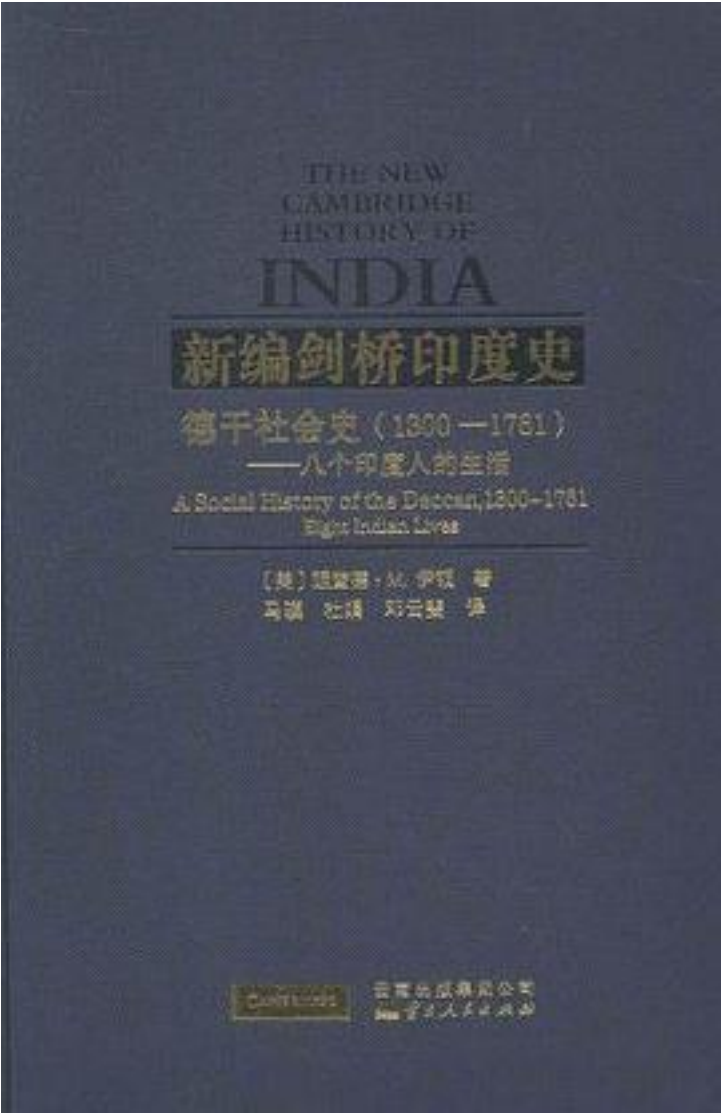 THE NEW
CAMBRIDGE
HISTORY OF
INDIA
新编剑桥印度史
德干社会史（1300—1761）
——八个印度人的生活
A Social History of the Deccan,1300-1761
Eight Indian Lives
〔美〕理查德·M. 伊顿 著
马骥 杜娟 邓云斐 译
CAMBRIDGE 云南出版集团公司
云南人民出版社